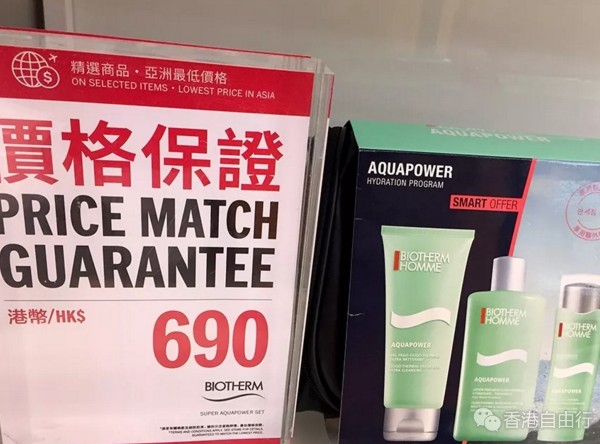 精選商品·亞洲最低價格
ON SELECTED ITEMS · LOWEST PRICE IN ASIA
價格保證
PRICE MATCH
GUARANTEE
港幣/HK$
690
BIOTHERM
SUPER AQUAPOWER SET
AQUAPOWER
AQUAPOWER
HYDRATION PROGRAM
SMART OFFER
BIOTHERM
HOMME
AQUAPOWER
BIOTHERM
HOMME
AQUAPOWER
BIOTHERM
HOMME
香港自由行